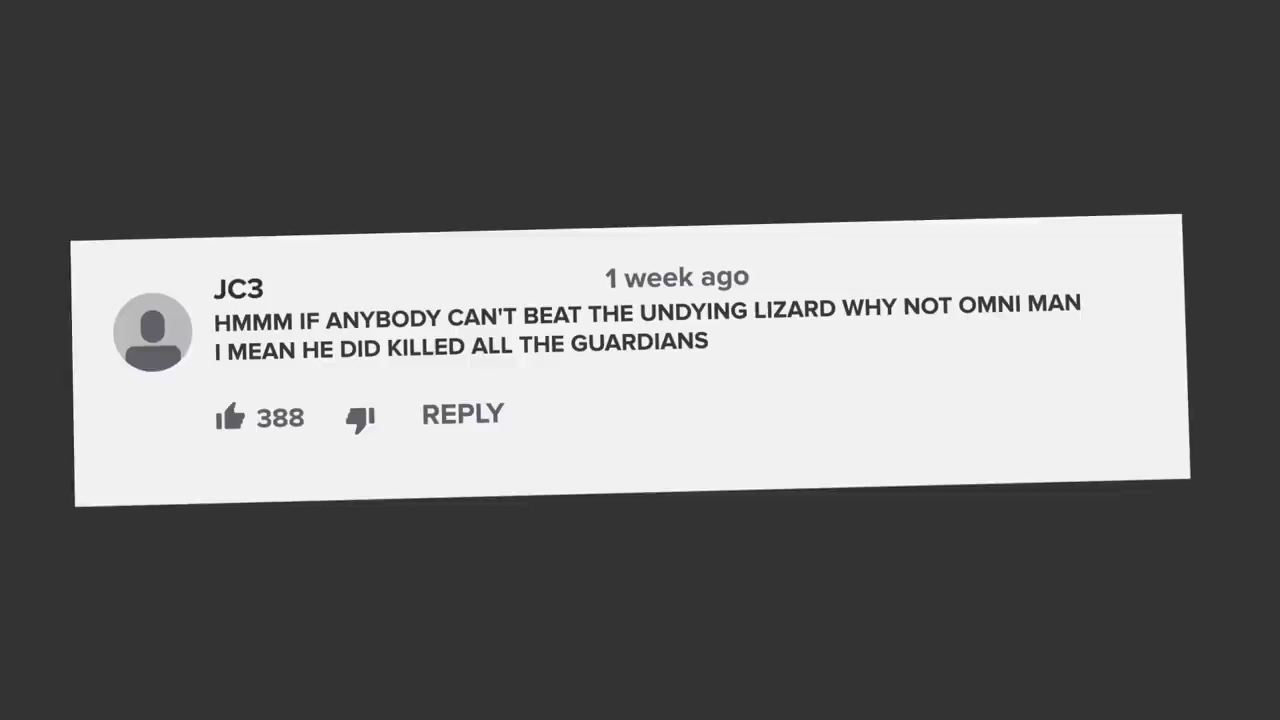 JC3
1 week ago
HMMM IF ANYBODY CAN'T BEAT THE UNDYING LIZARD WHY NOT OMNI MAN
I MEAN HE DID KILLED ALL THE GUARDIANS
388
REPLY